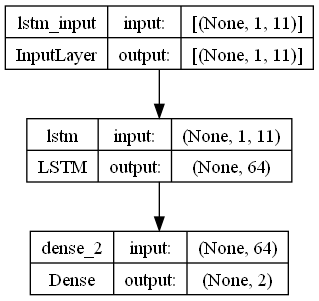 lstm_input input: [(None, 1, 11)]
InputLayer output: [(None, 1, 11)]
lstm input: (None, 1, 11)
LSTM output: (None, 64)
dense_2 input: (None, 64)
Dense output: (None, 2)